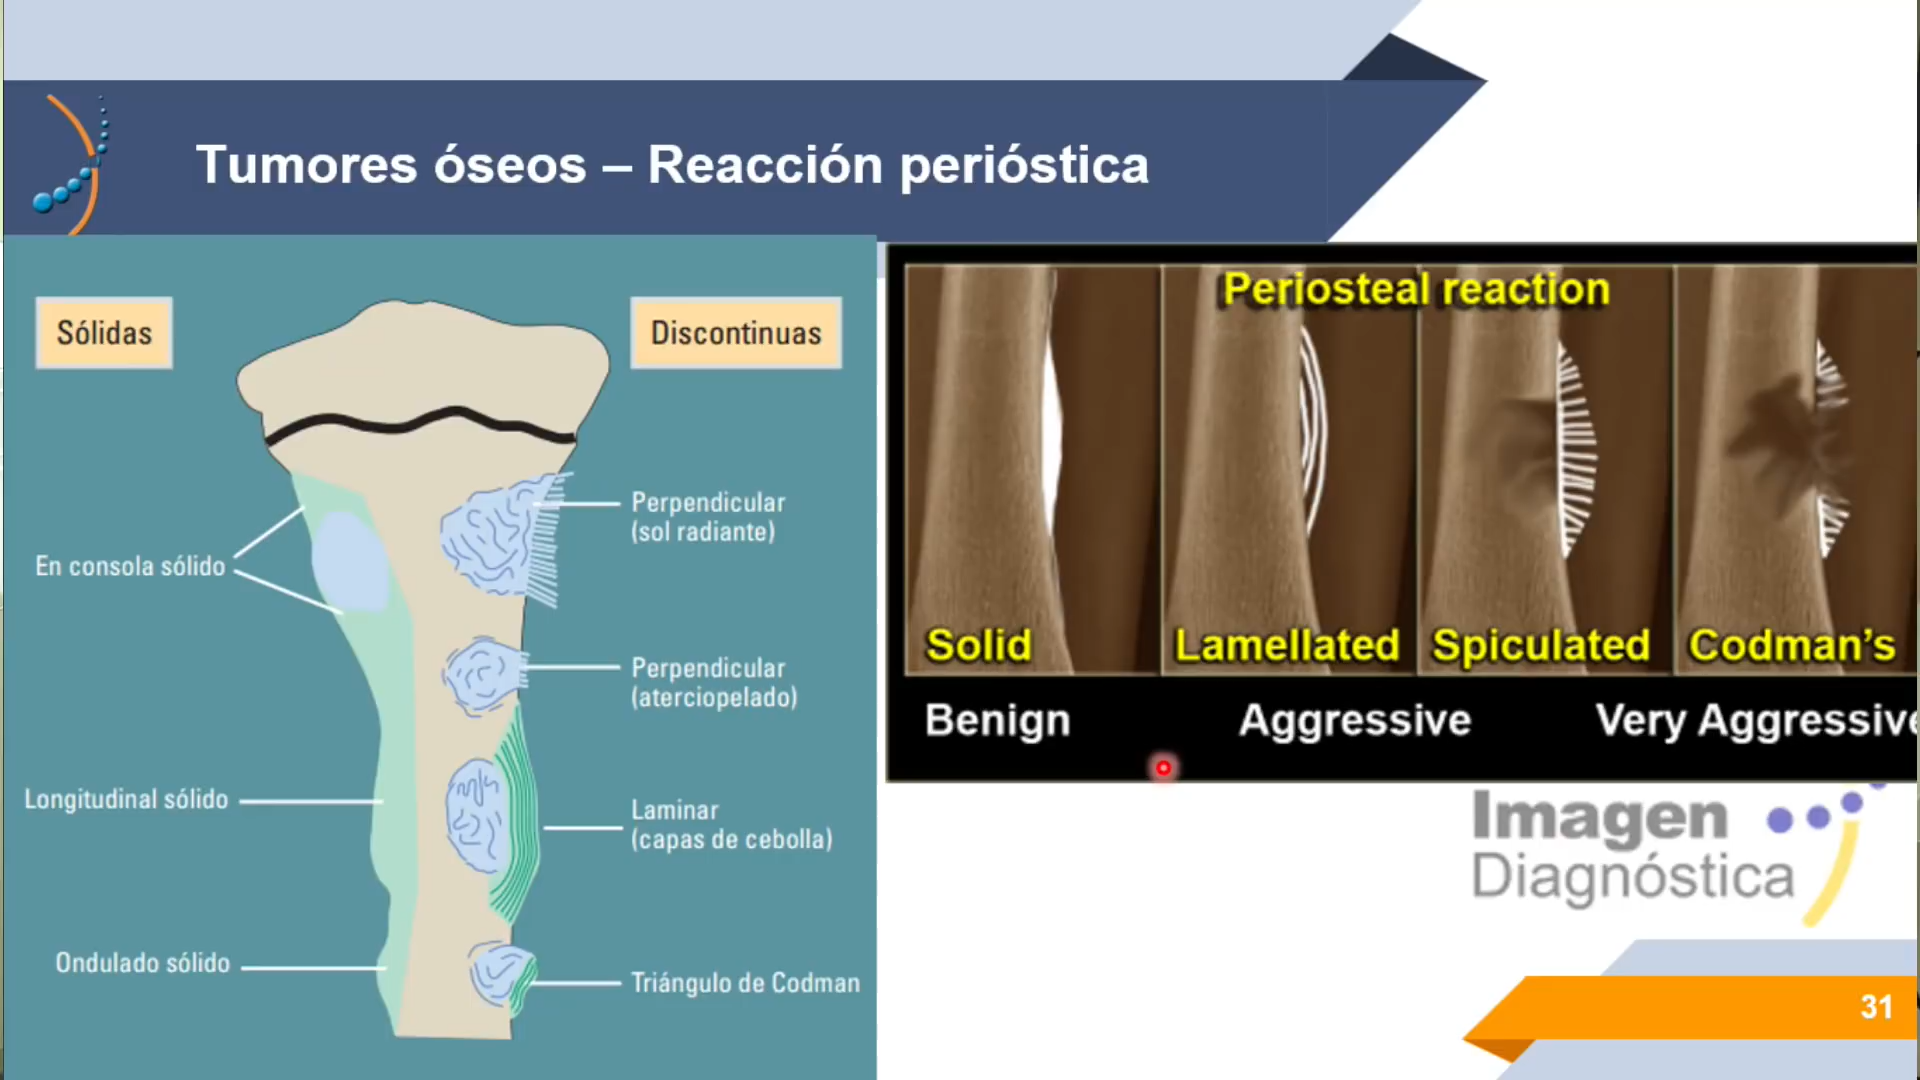 Tumores óseos – Reacción perióstica
Sólidas
Discontinuas
En consola sólido
Longitudinal sólido
Ondulado sólido
Perpendicular
(sol radiante)
Perpendicular
(aterciopelado)
Laminar
(capas de cebolla)
Triángulo de Codman
Periosteal reaction
Solid
Lamellated
Spiculated
Codman's
Benign
Aggressive
Very Aggressive
Imagen
Diagnóstica
31